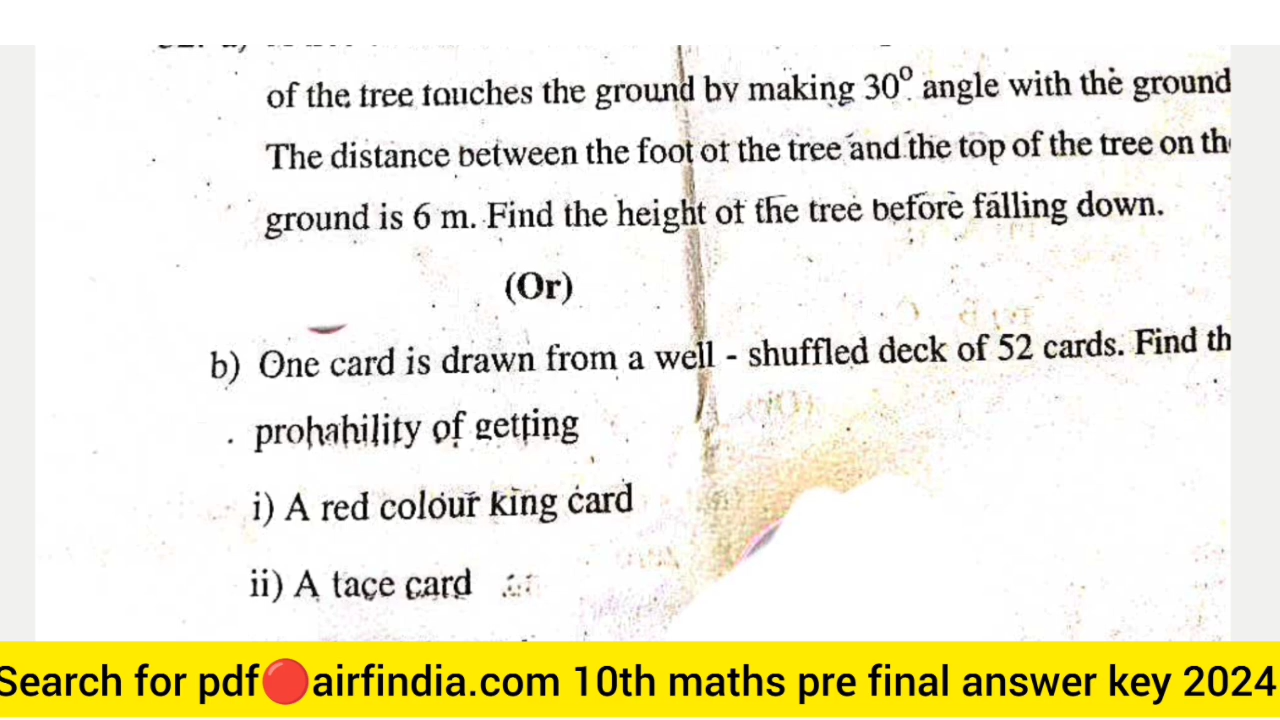 of the tree touches the ground by making 30° angle with the ground
The distance between the foot of the tree and the top of the tree on th
ground is 6 m. Find the height of the tree before falling down.
(Or)
b) One card is drawn from a well - shuffled deck of 52 cards. Find th
probability of getting
i) A red colour king card
ii) A face card
Search for pdf🔴airfindia.com 10th maths pre final answer key 2024